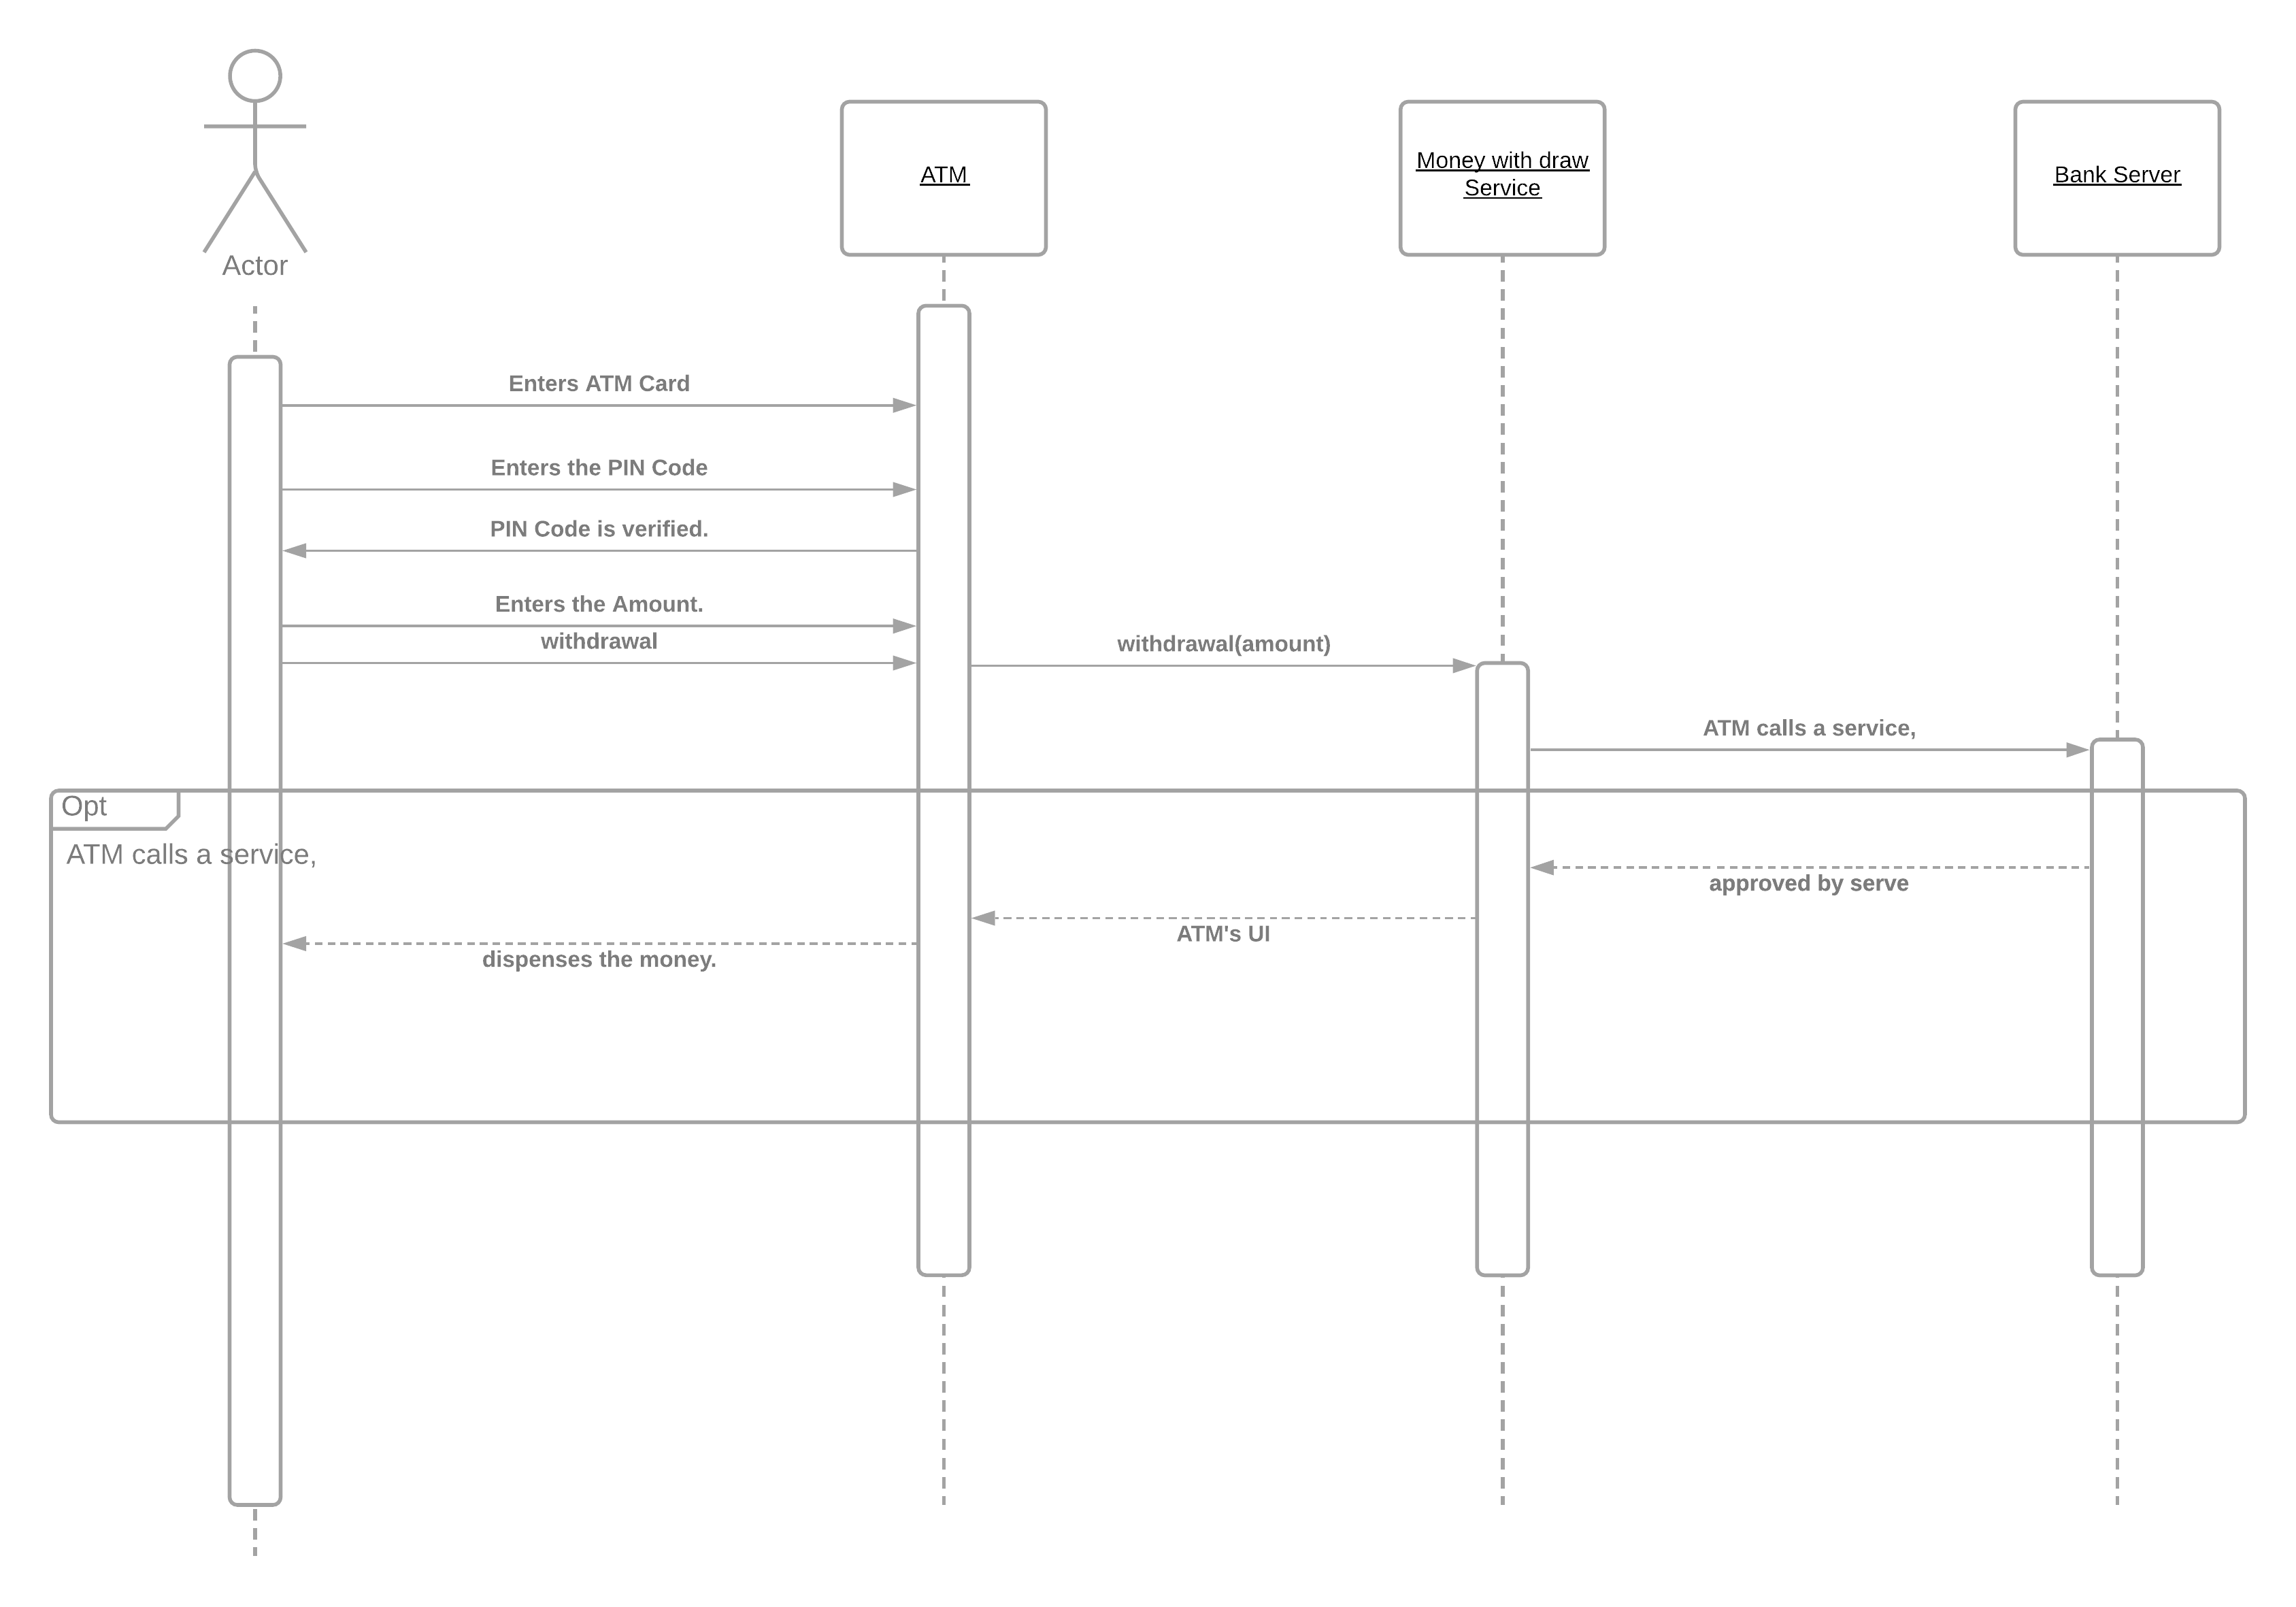 Actor
ATM
Money with draw
Service
Bank Server
Enters ATM Card
Enters the PIN Code
PIN Code is verified.
Enters the Amount.
withdrawal
withdrawal(amount)
ATM calls a service,
Opt
ATM calls a service,
approved by serve
ATM's UI
dispenses the money.